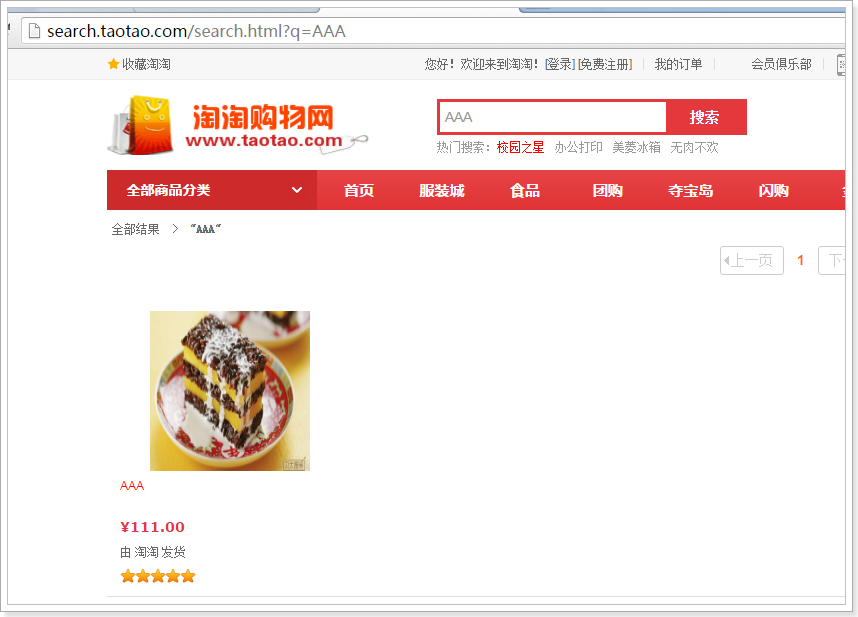 search.taotao.com/search.html?q=AAA
收藏淘淘
您好！欢迎来到淘淘！[登录] [免费注册] 我的订单 会员俱乐部
淘淘购物网
www.taotao.com
AAA 搜索
热门搜索： 校园之星 办公打印 美菱冰箱 无肉不欢
全部商品分类 首页 服装城 食品 团购 夺宝岛 闪购
全部结果 > “AAA“
上一页 1 下一
AAA
¥111.00
由 淘淘 发货